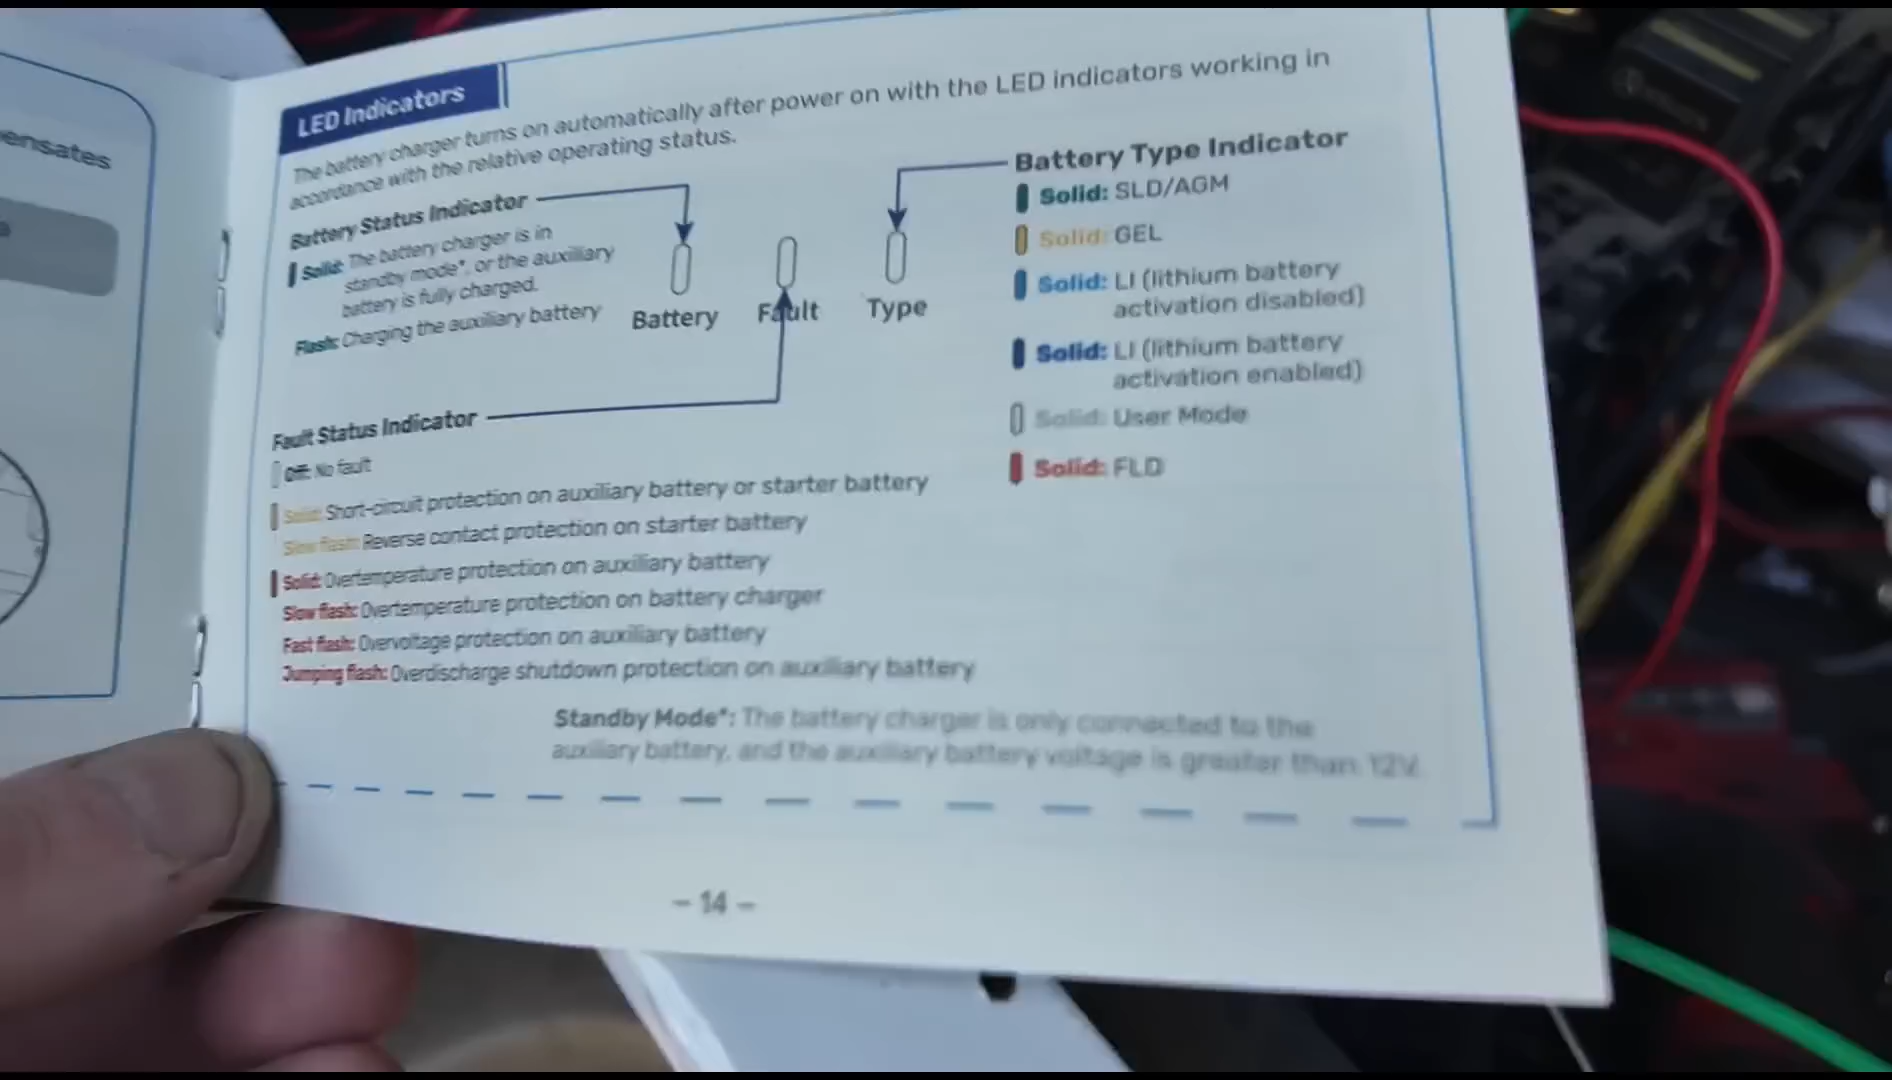 ensates
LED Indicators
The battery charger turns on automatically after power on with the LED indicators working in
accordance with the relative operating status.
Battery Status Indicator
Solid: The battery charger is in
standby mode*, or the auxiliary
battery is fully charged.
Flash: Charging the auxiliary battery
Battery
Fault
Type
Battery Type Indicator
Solid: SLD/AGM
Solid: GEL
Solid: LI (lithium battery
activation disabled)
Solid: LI (lithium battery
activation enabled)
Solid: User Mode
Solid: FLD
Fault Status Indicator
Off: No fault
Solid: Short-circuit protection on auxiliary battery or starter battery
Slow flash: Reverse contact protection on starter battery
Solid: Overtemperature protection on auxiliary battery
Slow flash: Overtemperature protection on battery charger
Fast flash: Overvoltage protection on auxiliary battery
Jumping flash: Overdischarge shutdown protection on auxiliary battery
Standby Mode*: The battery charger is only connected to the
auxiliary battery, and the auxiliary battery voltage is greater than 12V.
- 14 -